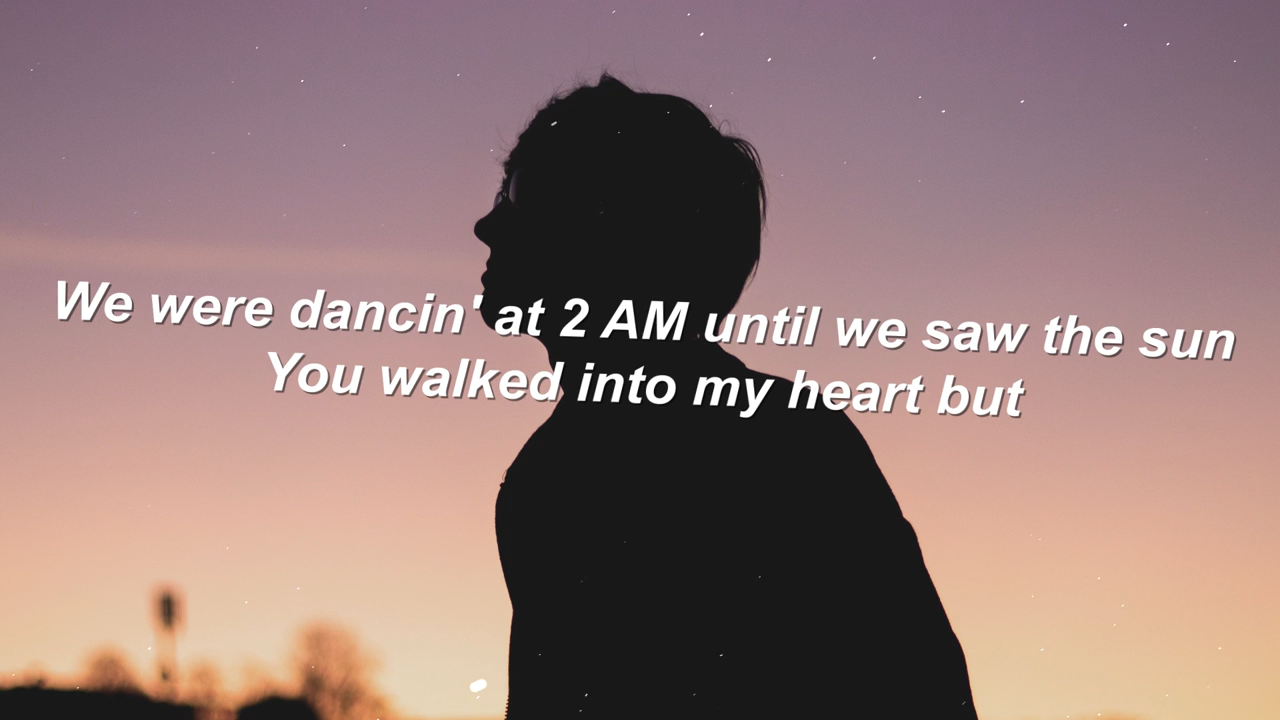 We were dancin' at 2 AM until we saw the sun
You walked into my heart but